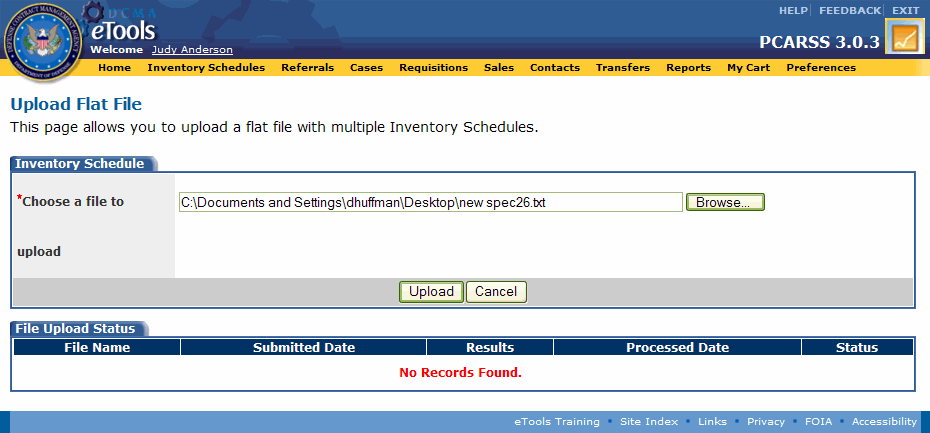 HELP | FEEDBACK EXIT
DCMA
eTools
Welcome Judy Anderson
PCARSS 3.0.3
Home Inventory Schedules Referrals Cases Requisitions Sales Contacts Transfers Reports My Cart Preferences
Upload Flat File
This page allows you to upload a flat file with multiple Inventory Schedules.
Inventory Schedule
*Choose a file to
C:\Documents and Settings\dhuffman\Desktop\new spec26.txt Browse...
upload
Upload Cancel
File Upload Status
File Name Submitted Date Results Processed Date Status
No Records Found.
eTools Training • Site Index • Links • Privacy • FOIA • Accessibility